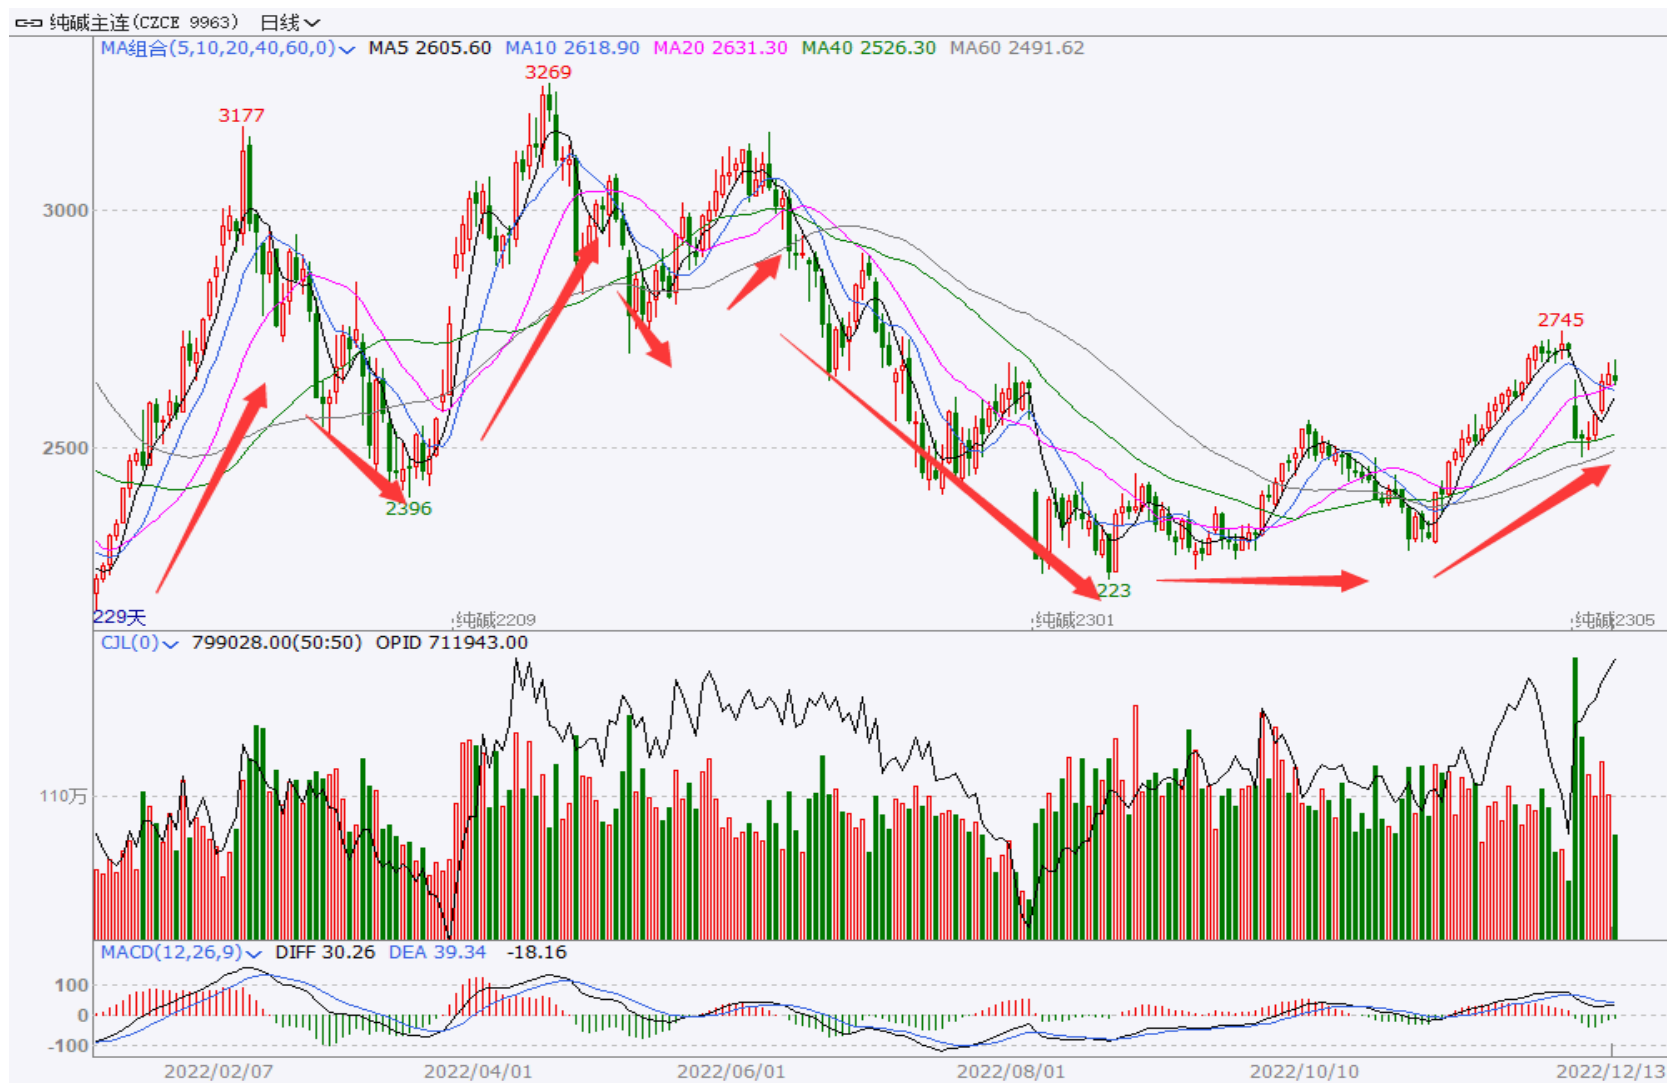 纯碱主连(CZCE 9963) 日线
MA组合(5,10,20,40,60,0) MA5 2605.60 MA10 2618.90 MA20 2631.30 MA40 2526.30 MA60 2491.62
3269
3177
3000
2745
2500
2396
223
229天
纯碱2209 纯碱2301 纯碱2305
CJL(0) 799028.00(50:50) OPID 711943.00
110万
MACD(12,26,9) DIFF 30.26 DEA 39.34 -18.16
100
0
-100
2022/02/07 2022/04/01 2022/06/01 2022/08/01 2022/10/10 2022/12/13